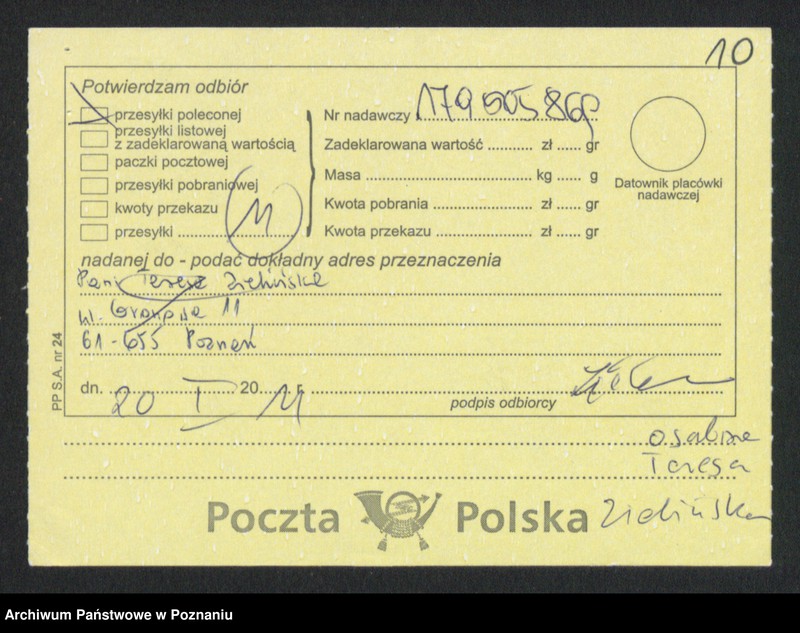 10
Potwierdzam odbiór
przesyłki poleconej
przesyłki listowej
z zadeklarowaną wartością
paczki pocztowej
przesyłki pobraniowej
kwoty przekazu
przesyłki ....................
M
Nr nadawczy 179505869
Zadeklarowana wartość .......... zł ...... gr
Masa .................................... kg ...... g
Kwota pobrania .................... zł ...... gr
Kwota przekazu .................... zł ...... gr
Datownik placówki
nadawczej
nadanej do - podać dokładny adres przeznaczenia
Pani Teresa Zielińska
ul. 11
61-655 Poznań
dn. 20 I 20 11 r.
podpis odbiorcy
PP S.A. nr 24
Teresa
Zielińska
Poczta Polska
Archiwum Państwowe w Poznaniu